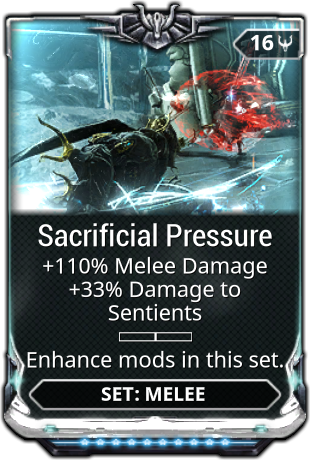 16
Sacrificial Pressure
+110% Melee Damage
+33% Damage to
Sentients
Enhance mods in this set.
SET: MELEE